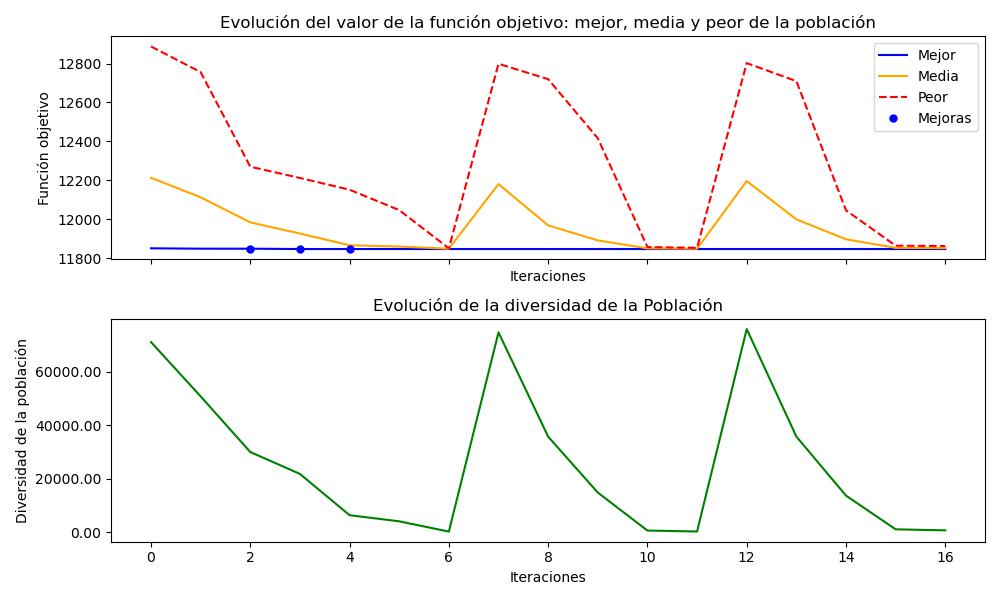 Evolución del valor de la función objetivo: mejor, media y peor de la población
Función objetivo
12800
12600
12400
12200
12000
11800
Mejor
Media
Peor
Mejoras
Iteraciones
Evolución de la diversidad de la Población
Diversidad de la población
60000.00
40000.00
20000.00
0.00
0 2 4 6 8 10 12 14 16
Iteraciones